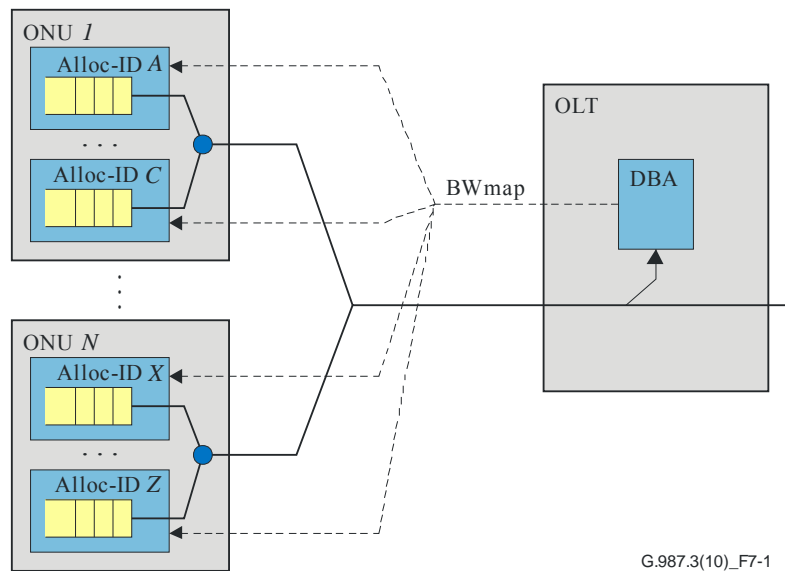 ONU 1
Alloc-ID A
. . .
Alloc-ID C
ONU N
Alloc-ID X
. . .
Alloc-ID Z
BWmap
OLT
DBA
G.987.3(10)_F7-1